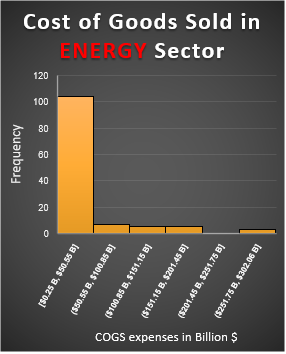 Cost of Goods Sold in
ENERGY Sector
Frequency
120
100
80
60
40
20
0
[$0.25 B, $50.55 B]
($50.55 B, $100.85 B]
($100.85 B, $151.15 B]
($151.15 B, $201.45 B]
($201.45 B, $251.75 B]
($251.75 B, $302.06 B]
COGS expenses in Billion $